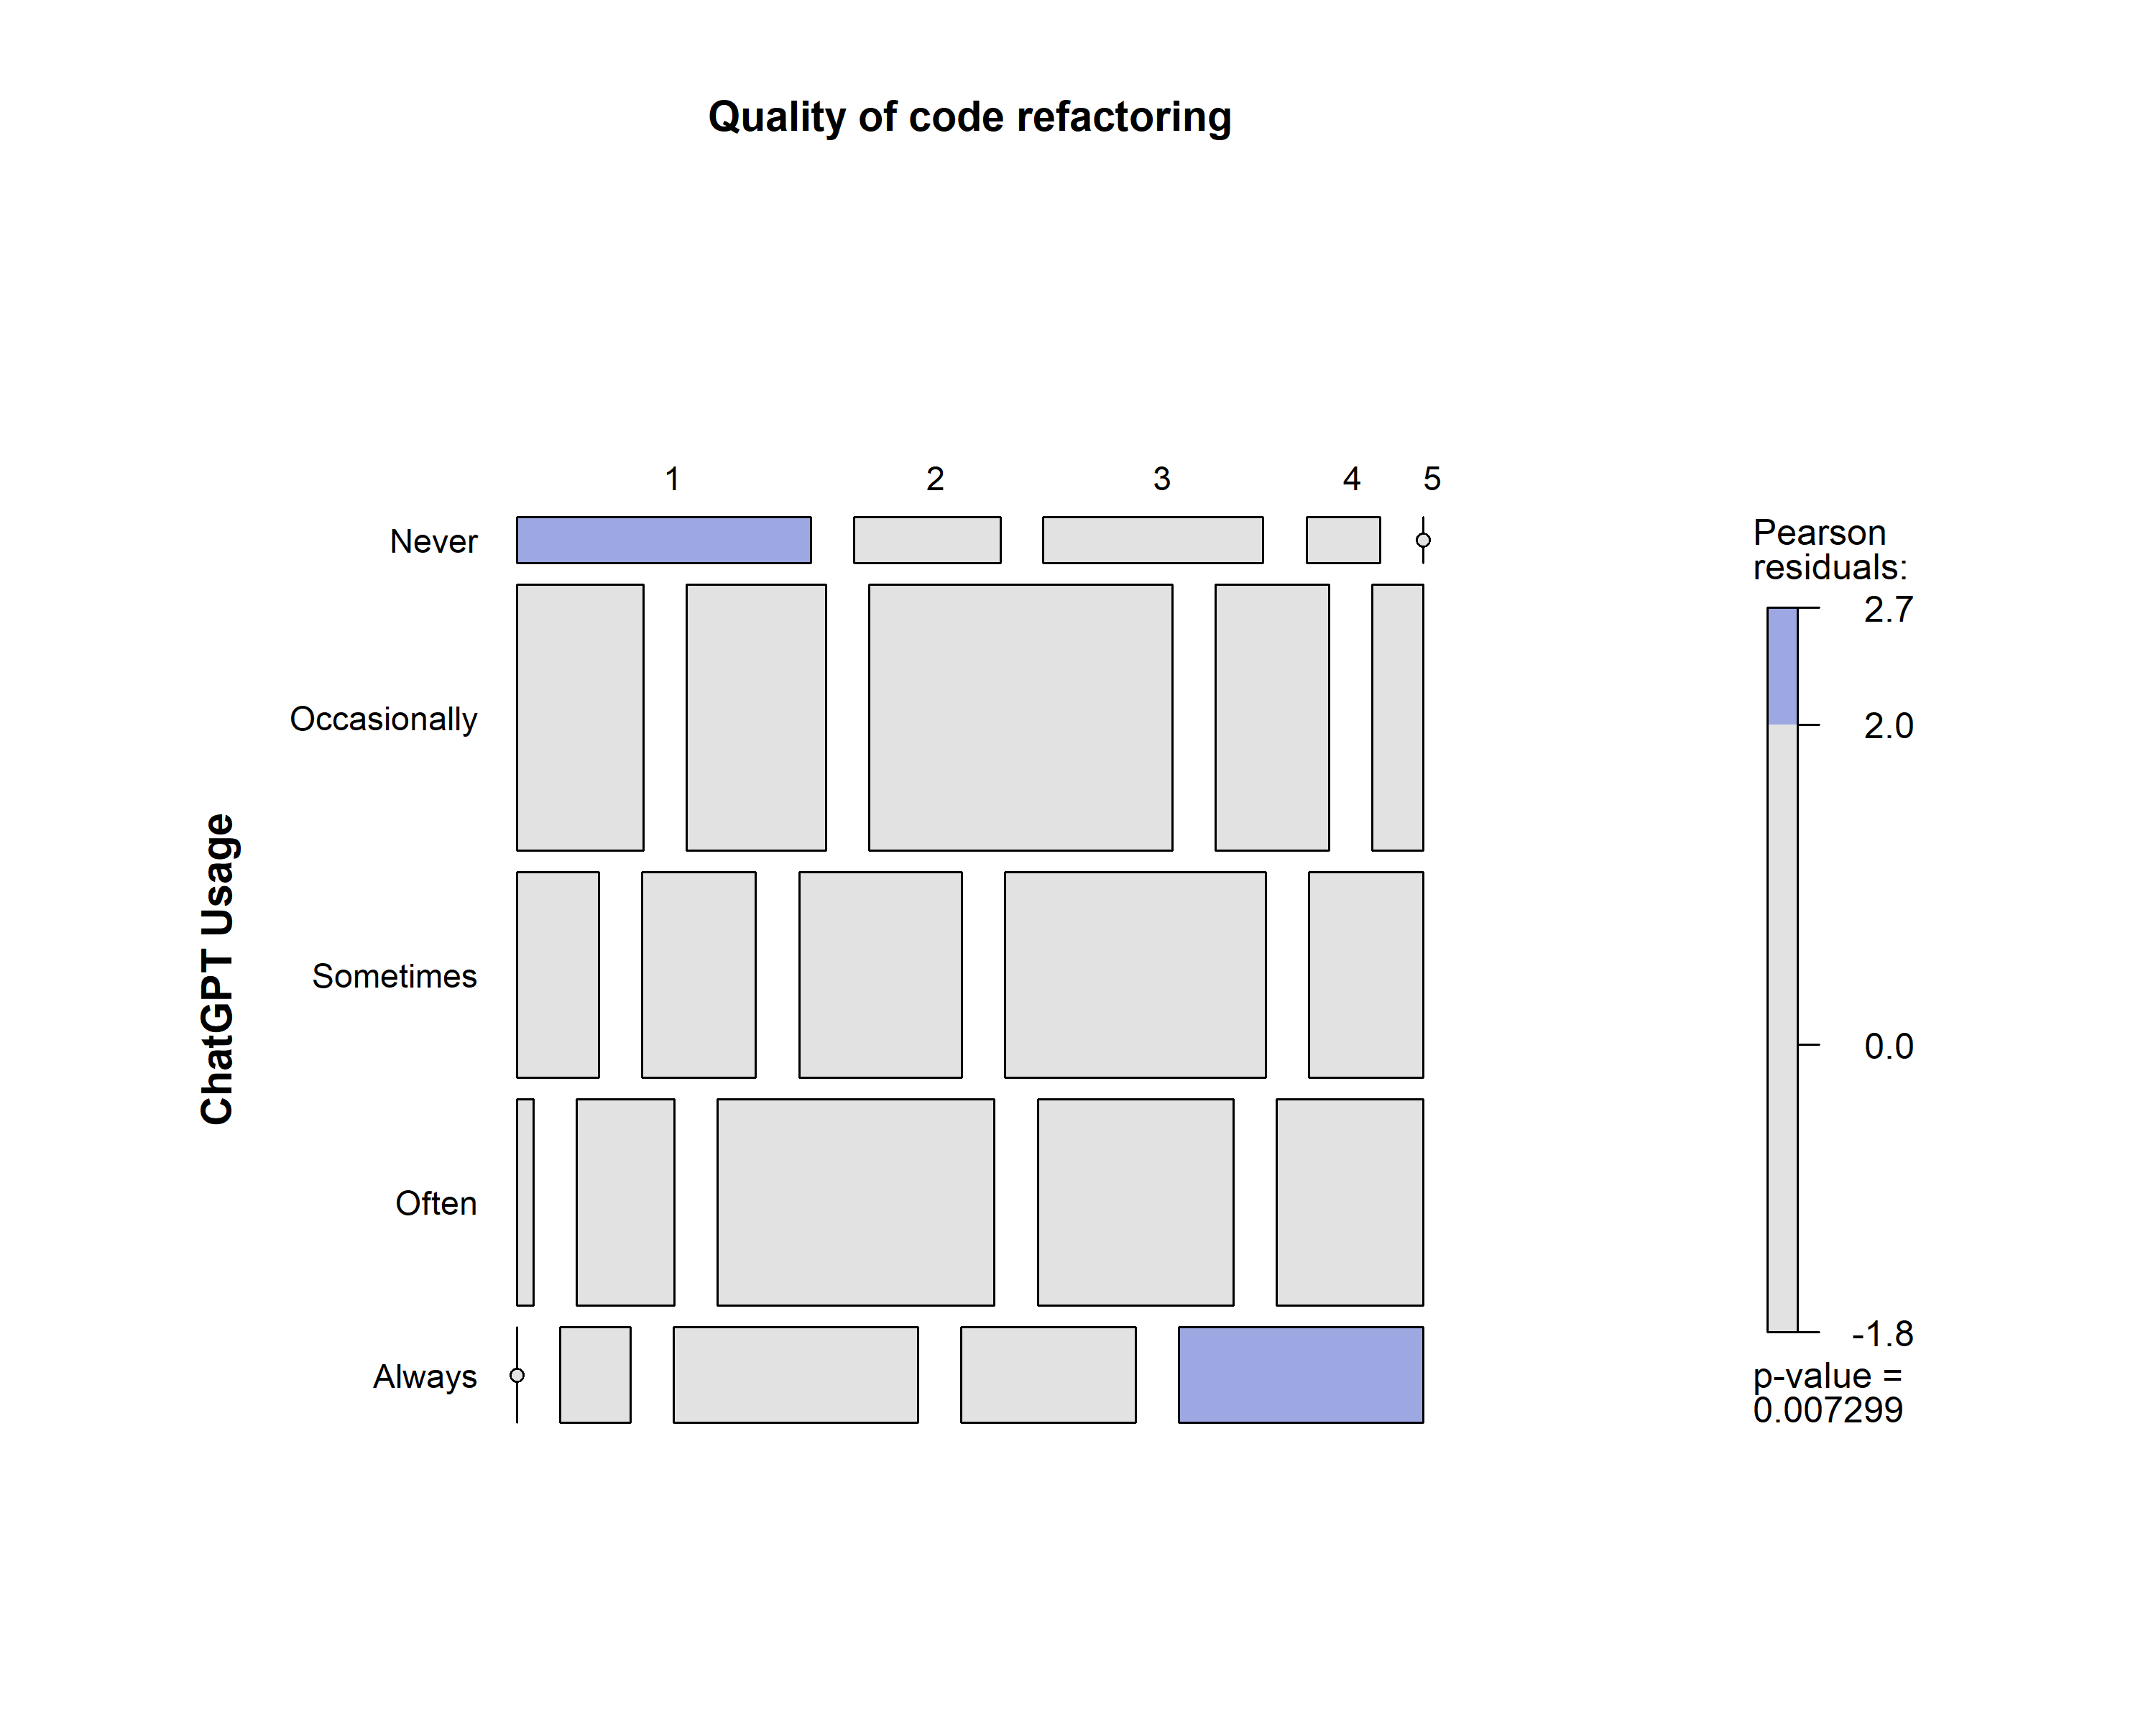 Quality of code refactoring
1 2 3 4 5
Never
Occasionally
Sometimes
Often
Always
ChatGPT Usage
Pearson
residuals:
2.7
2.0
0.0
-1.8
p-value =
0.007299